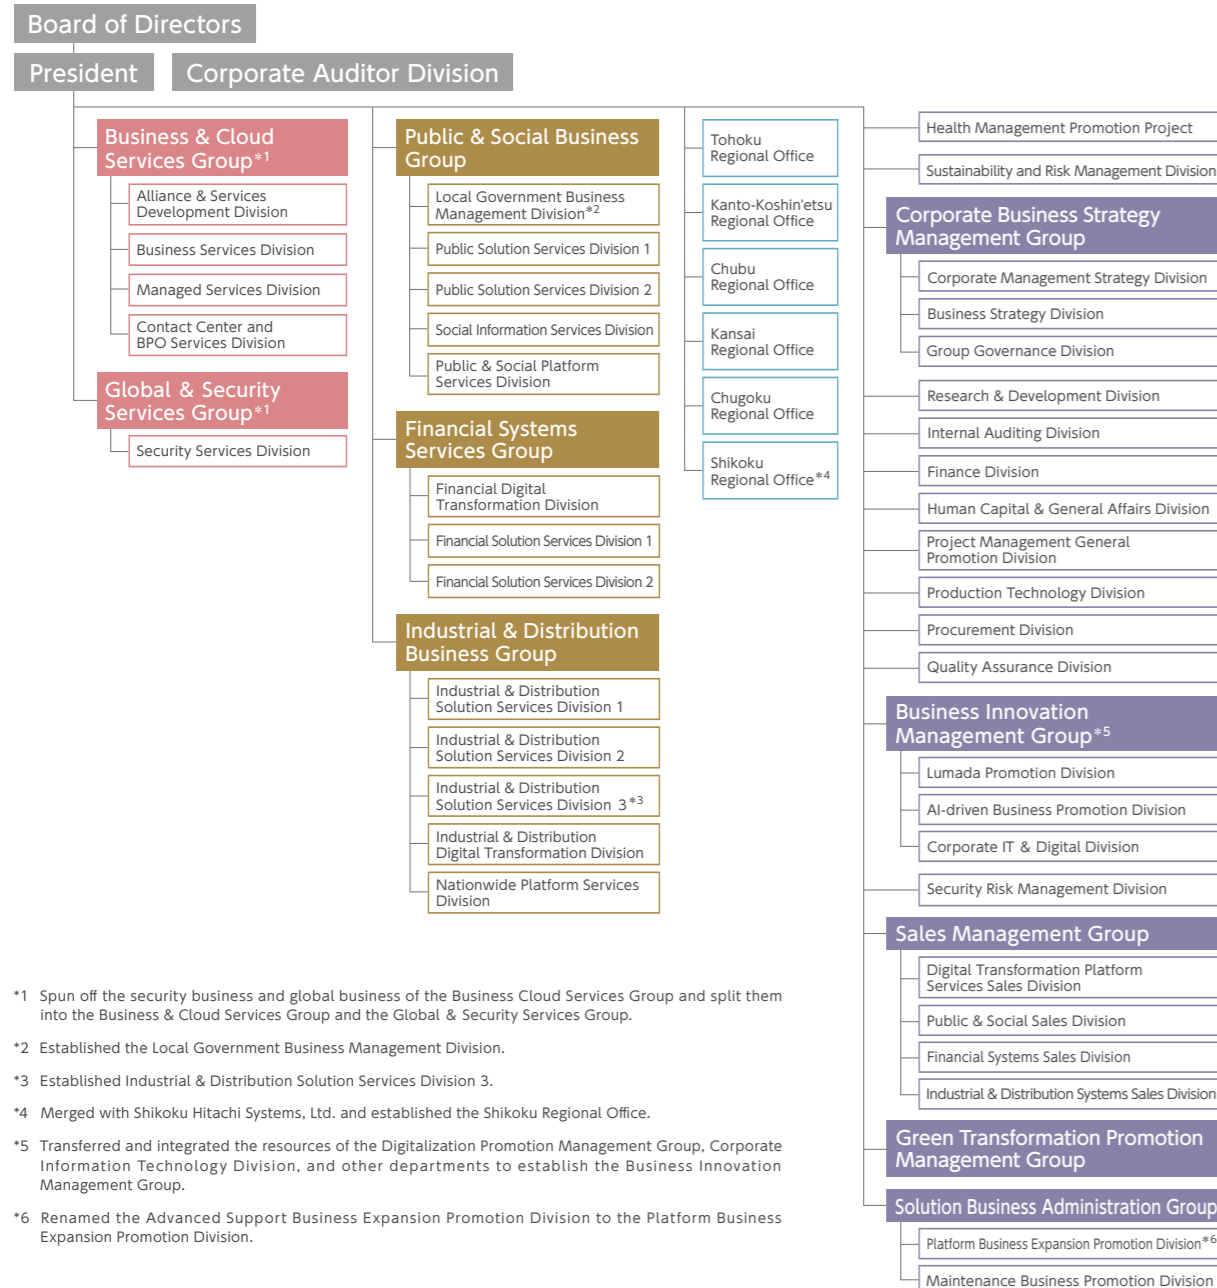 Board of Directors
President
Corporate Auditor Division
Business & Cloud
Services Group*1
Alliance & Services
Development Division
Business Services Division
Managed Services Division
Contact Center and
BPO Services Division
Global & Security
Services Group*1
Security Services Division
Public & Social Business
Group
Local Government Business
Management Division*2
Public Solution Services Division 1
Public Solution Services Division 2
Social Information Services Division
Public & Social Platform
Services Division
Financial Systems
Services Group
Financial Digital
Transformation Division
Financial Solution Services Division 1
Financial Solution Services Division 2
Industrial & Distribution
Business Group
Industrial & Distribution
Solution Services Division 1
Industrial & Distribution
Solution Services Division 2
Industrial & Distribution
Solution Services Division 3*3
Industrial & Distribution
Digital Transformation Division
Nationwide Platform Services
Division
Tohoku
Regional Office
Kanto-Koshin'etsu
Regional Office
Chubu
Regional Office
Kansai
Regional Office
Chugoku
Regional Office
Shikoku
Regional Office*4
Health Management Promotion Project
Sustainability and Risk Management Division
Corporate Business Strategy
Management Group
Corporate Management Strategy Division
Business Strategy Division
Group Governance Division
Research & Development Division
Internal Auditing Division
Finance Division
Human Capital & General Affairs Division
Project Management General
Promotion Division
Production Technology Division
Procurement Division
Quality Assurance Division
Business Innovation
Management Group*5
Lumada Promotion Division
AI-driven Business Promotion Division
Corporate IT & Digital Division
Security Risk Management Division
Sales Management Group
Digital Transformation Platform
Services Sales Division
Public & Social Sales Division
Financial Systems Sales Division
Industrial & Distribution Systems Sales Division
Green Transformation Promotion
Management Group
Solution Business Administration Group
Platform Business Expansion Promotion Division*6
Maintenance Business Promotion Division
*1 Spun off the security business and global business of the Business Cloud Services Group and split them
into the Business & Cloud Services Group and the Global & Security Services Group.
*2 Established the Local Government Business Management Division.
*3 Established Industrial & Distribution Solution Services Division 3.
*4 Merged with Shikoku Hitachi Systems, Ltd. and established the Shikoku Regional Office.
*5 Transferred and integrated the resources of the Digitalization Promotion Management Group, Corporate
Information Technology Division, and other departments to establish the Business Innovation
Management Group.
*6 Renamed the Advanced Support Business Expansion Promotion Division to the Platform Business
Expansion Promotion Division.